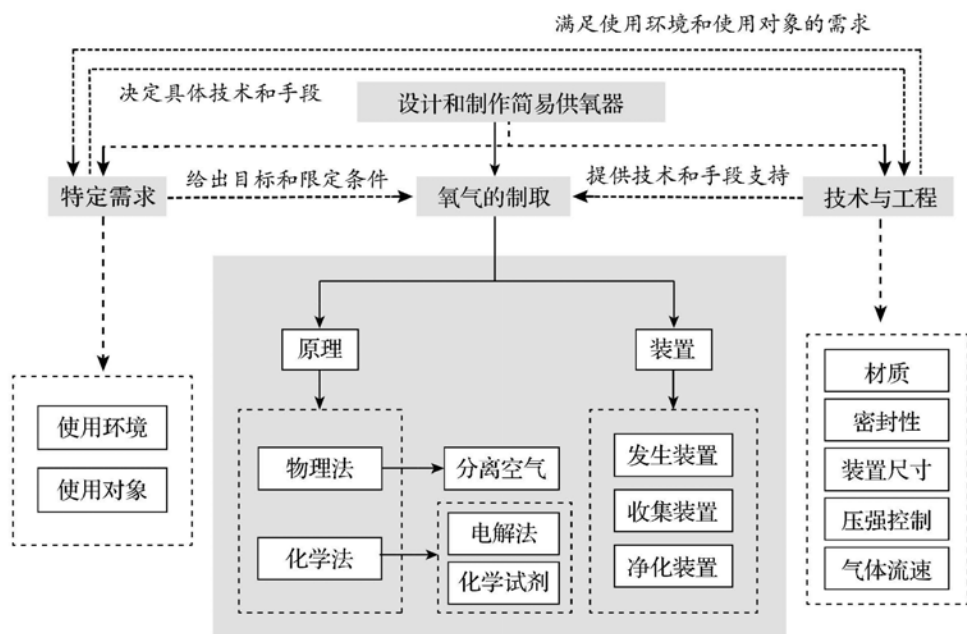 满足使用环境和使用对象的需求
决定具体技术和手段
设计和制作简易供氧器
给出目标和限定条件
提供技术和手段支持
特定需求
氧气的制取
技术与工程
原理
装置
材质
使用环境
密封性
物理法
分离空气
发生装置
装置尺寸
使用对象
电解法
收集装置
压强控制
化学法
化学试剂
净化装置
气体流速